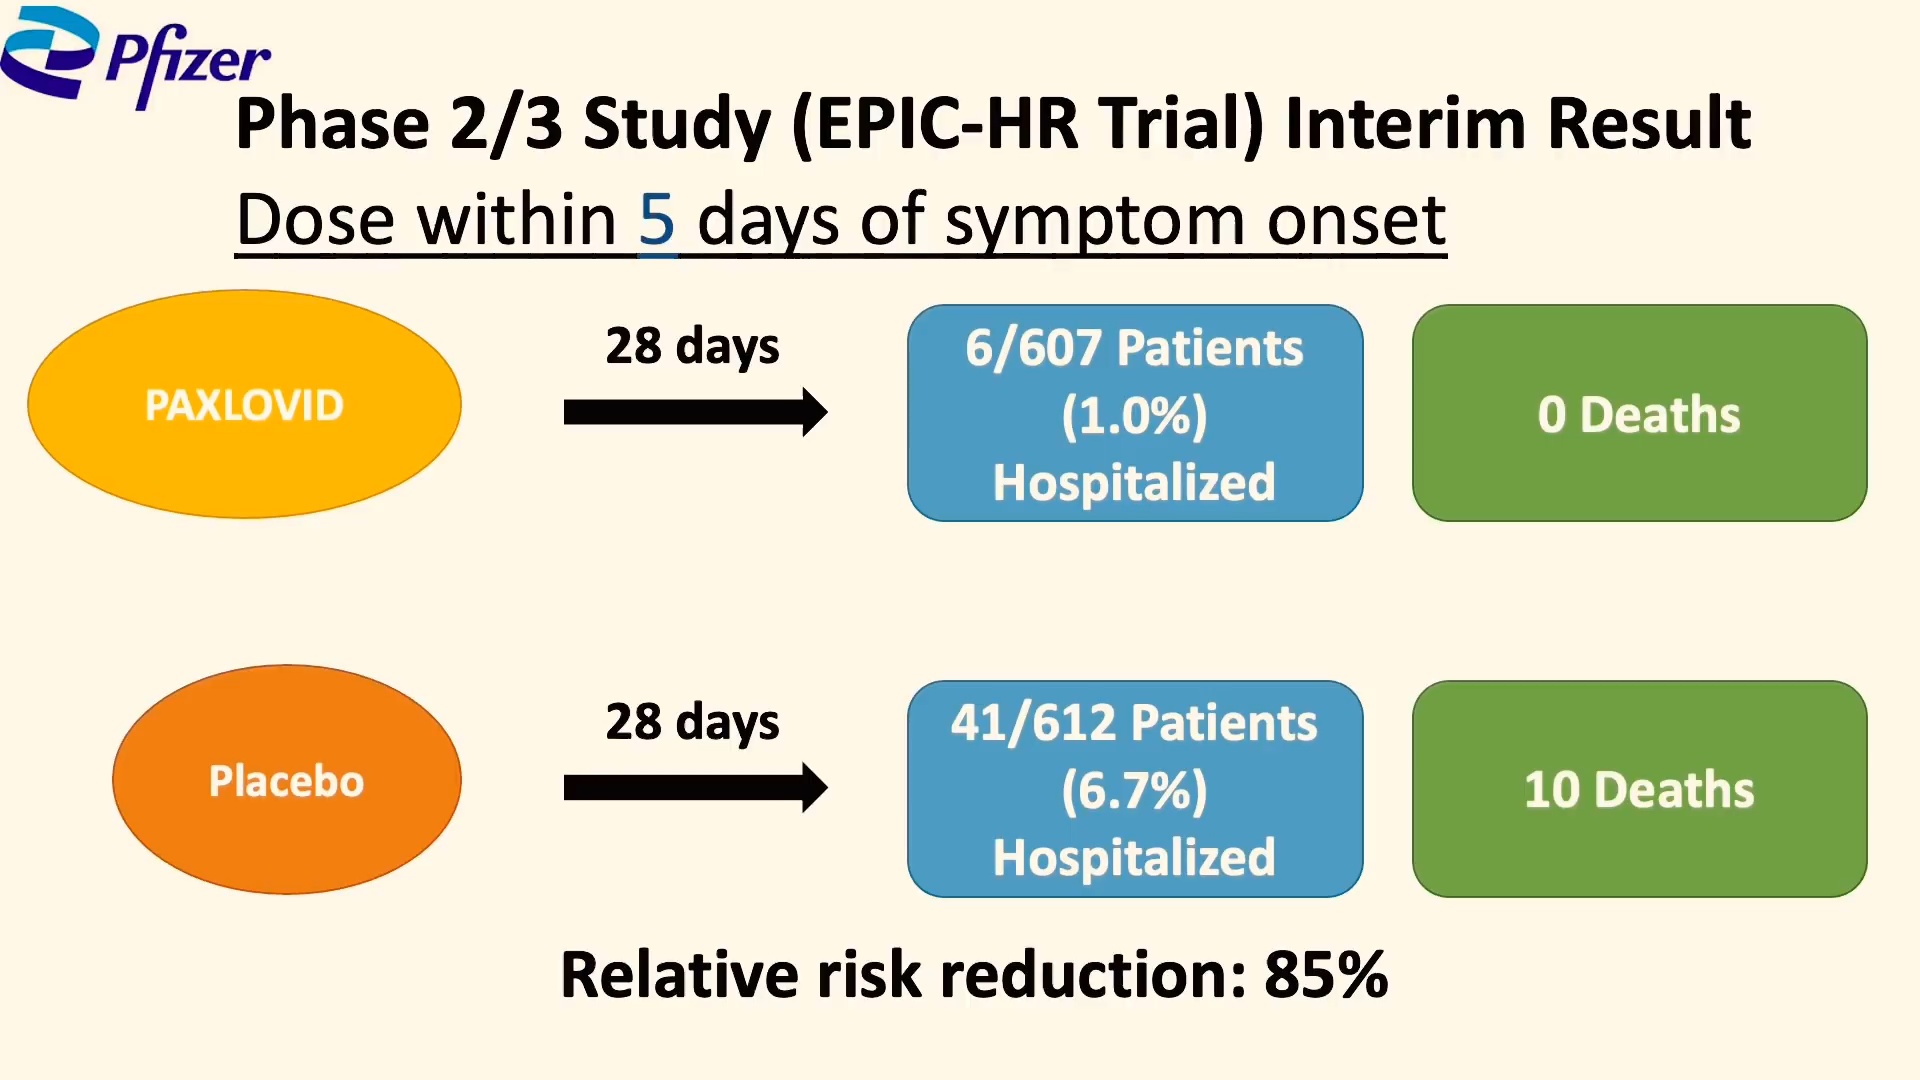 Pfizer
Phase 2/3 Study (EPIC-HR Trial) Interim Result
Dose within 5 days of symptom onset
PAXLOVID
28 days
6/607 Patients
(1.0%)
Hospitalized
0 Deaths
Placebo
28 days
41/612 Patients
(6.7%)
Hospitalized
10 Deaths
Relative risk reduction: 85%